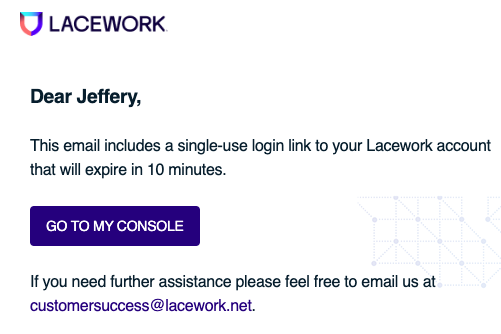 LACEWORK
Dear Jeffery,
This email includes a single-use login link to your Lacework account
that will expire in 10 minutes.
GO TO MY CONSOLE
If you need further assistance please feel free to email us at
customersuccess@lacework.net.